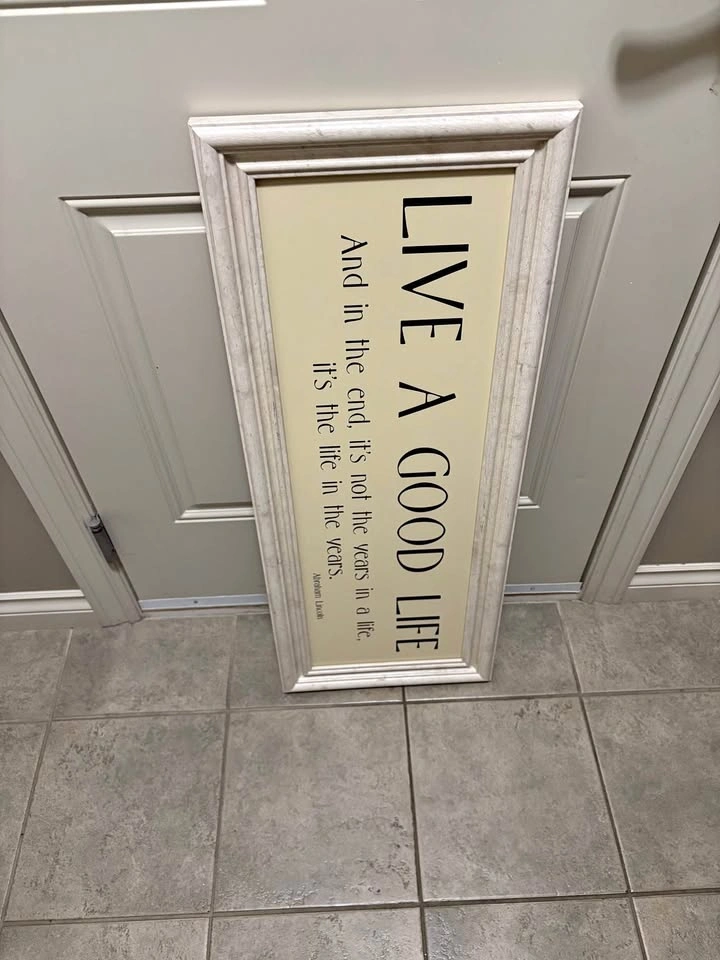 LIVE A GOOD LIFE
And in the end, it's not the years in a life,
it's the life in the years.
Abraham Lincoln